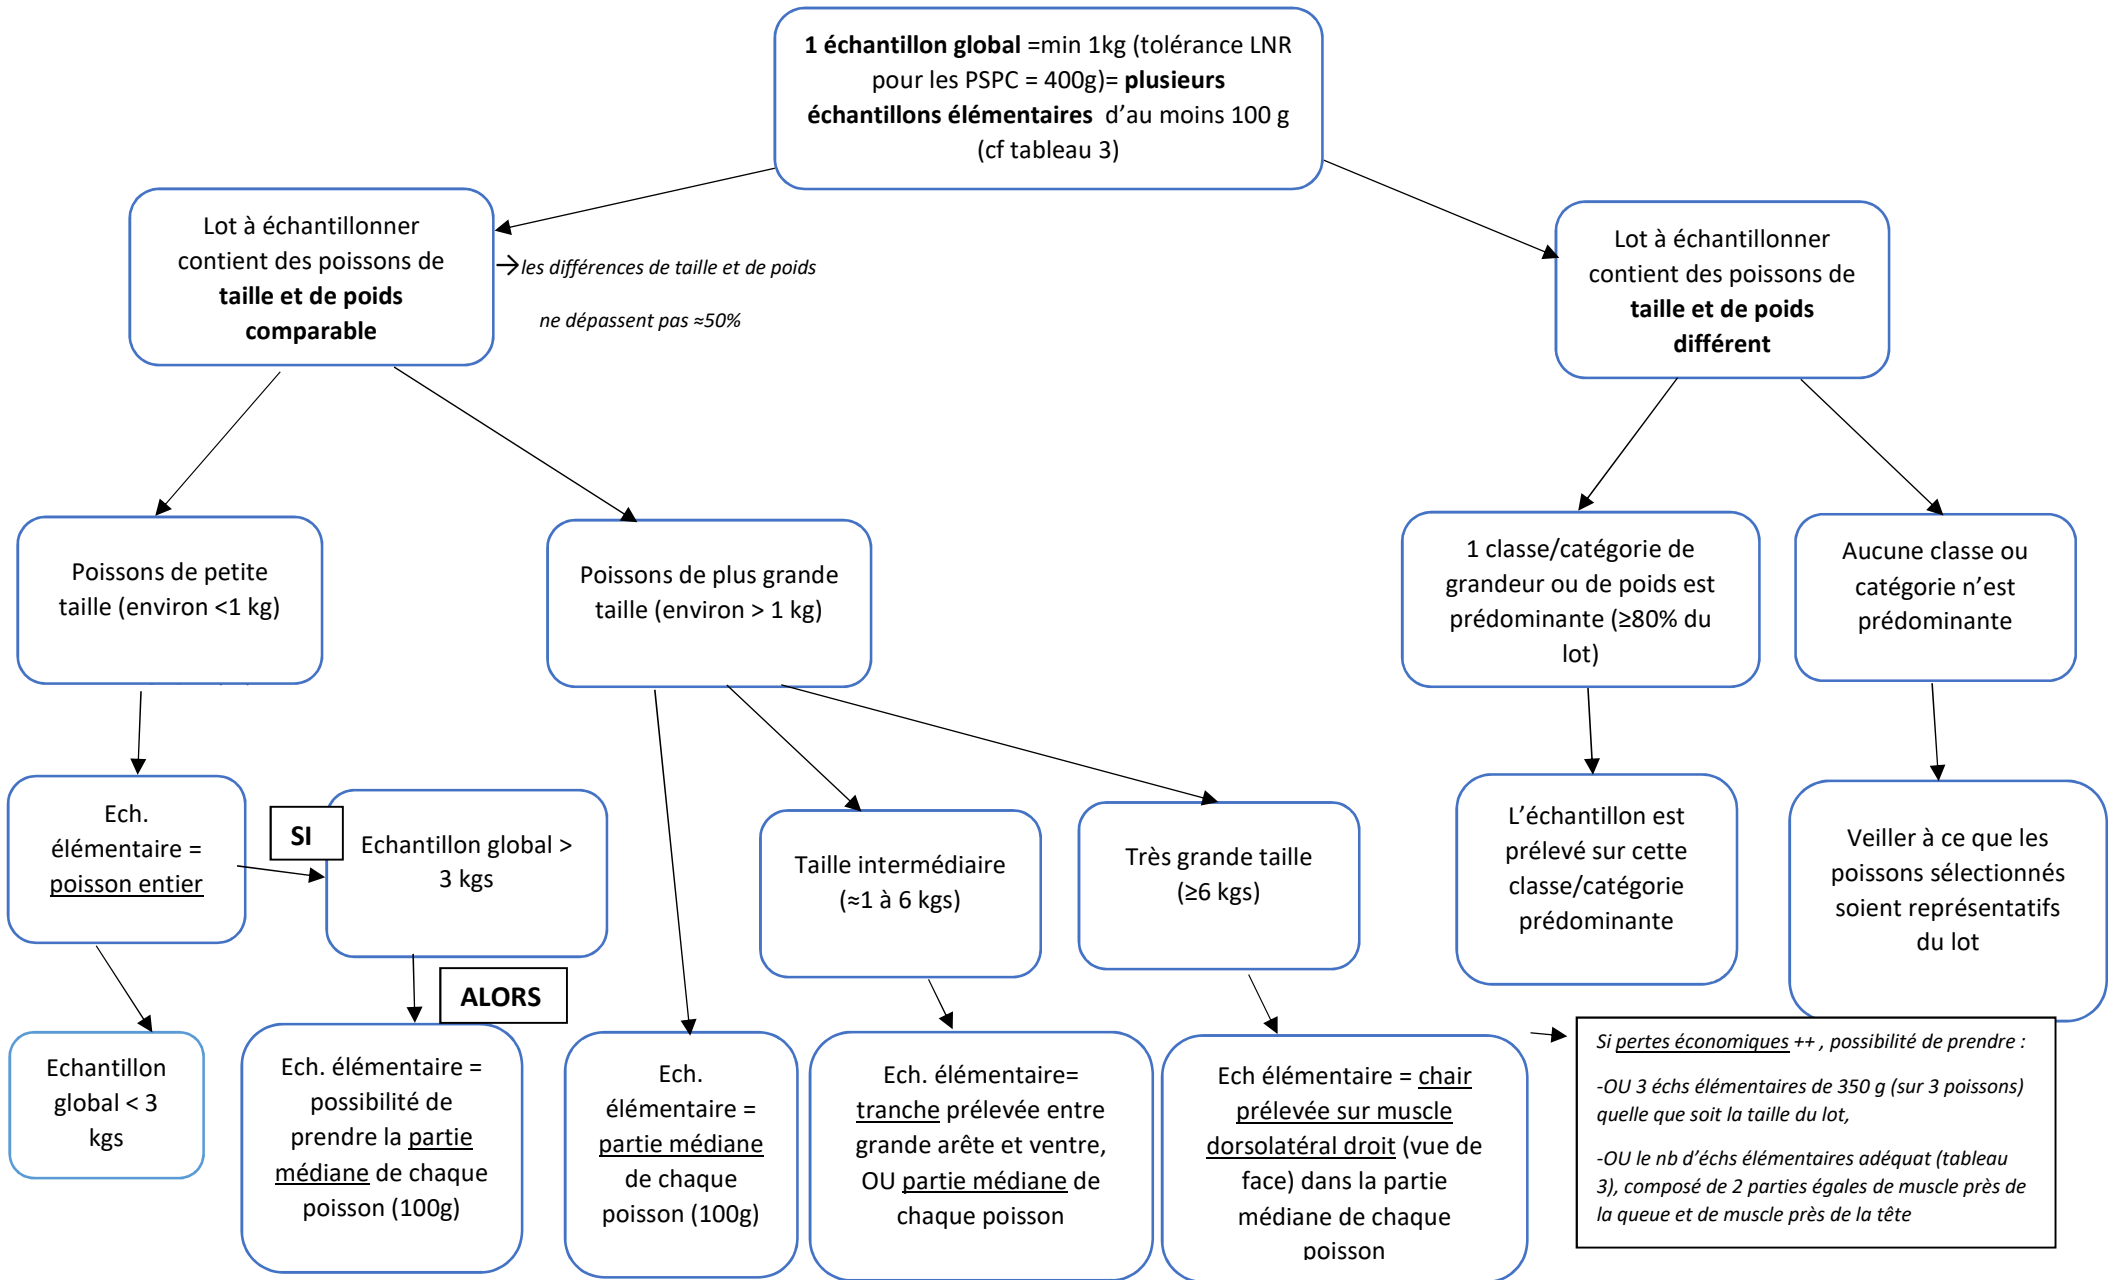 1 échantillon global =min 1kg (tolérance LNR
pour les PSPC = 400g)= plusieurs
échantillons élémentaires d'au moins 100 g
(cf tableau 3)
Lot à échantillonner
contient des poissons de
taille et de poids
comparable
→les différences de taille et de poids
ne dépassent pas ≈50%
Lot à échantillonner
contient des poissons de
taille et de poids
différent
Poissons de petite
taille (environ <1 kg)
Poissons de plus grande
taille (environ > 1 kg)
1 classe/catégorie de
grandeur ou de poids est
prédominante (≥80% du
lot)
Aucune classe ou
catégorie n'est
prédominante
Ech.
élémentaire =
poisson entier
SI
Echantillon global >
3 kgs
Taille intermédiaire
(≈1 à 6 kgs)
Très grande taille
(≥6 kgs)
L'échantillon est
prélevé sur cette
classe/catégorie
prédominante
Veiller à ce que les
poissons sélectionnés
soient représentatifs
du lot
ALORS
Echantillon
global < 3
kgs
Ech. élémentaire =
possibilité de
prendre la partie
médiane de chaque
poisson (100g)
Ech.
élémentaire =
partie médiane
de chaque
poisson (100g)
Ech. élémentaire=
tranche prélevée entre
grande arête et ventre,
OU partie médiane de
chaque poisson
Ech élémentaire = chair
prélevée sur muscle
dorsolatéral droit (vue de
face) dans la partie
médiane de chaque
poisson
Si pertes économiques ++ , possibilité de prendre :
-OU 3 échs élémentaires de 350 g (sur 3 poissons)
quelle que soit la taille du lot,
-OU le nb d'échs élémentaires adéquat (tableau
3), composé de 2 parties égales de muscle près de
la queue et de muscle près de la tête